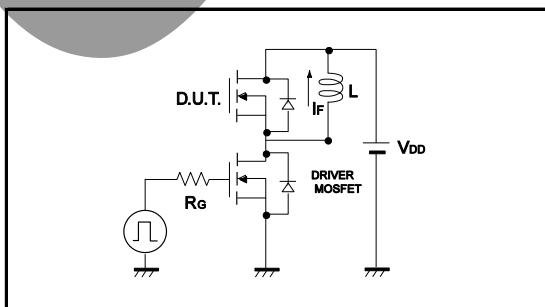 D.U.T.
IF
L
VDD
DRIVER
MOSFET
RG